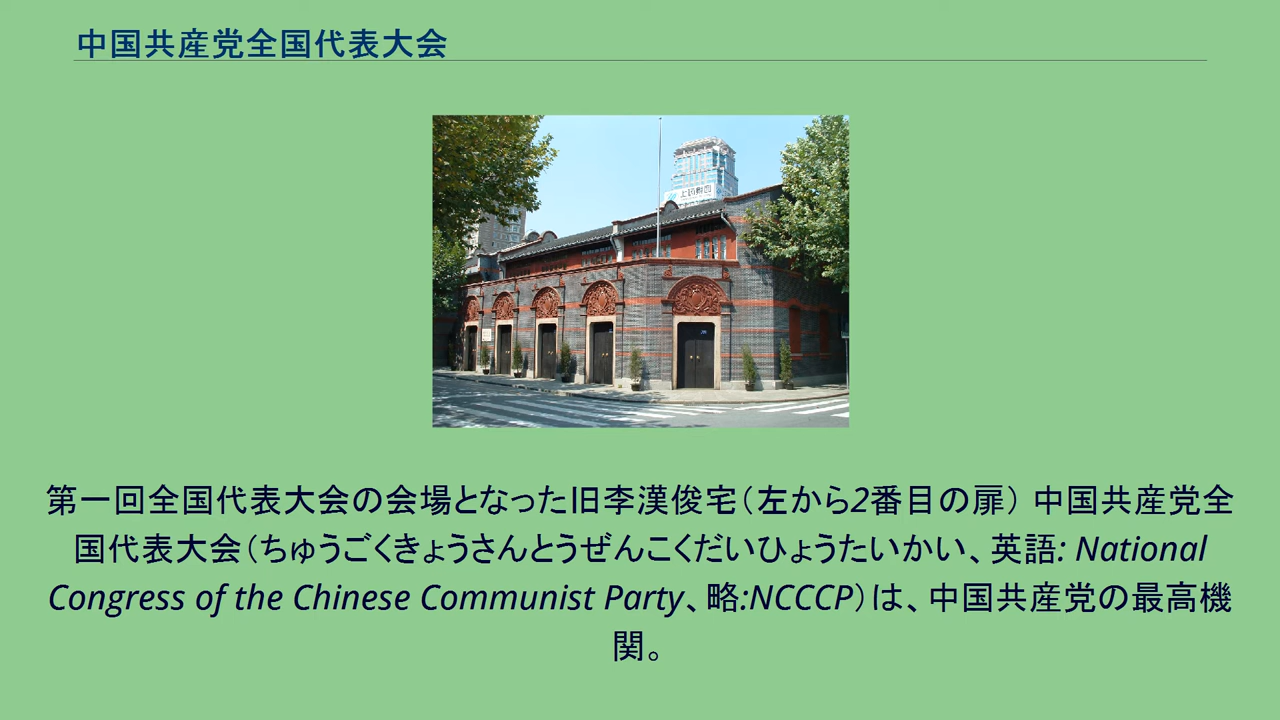 中国共産党全国代表大会
第一回全国代表大会の会場となった旧李漢俊宅（左から2番目の扉） 中国共産党全
国代表大会（ちゅうごくきょうさんとうぜんこくだいひょうたいかい、英語: National
Congress of the Chinese Communist Party、略:NCCCP）は、中国共産党の最高機
関。